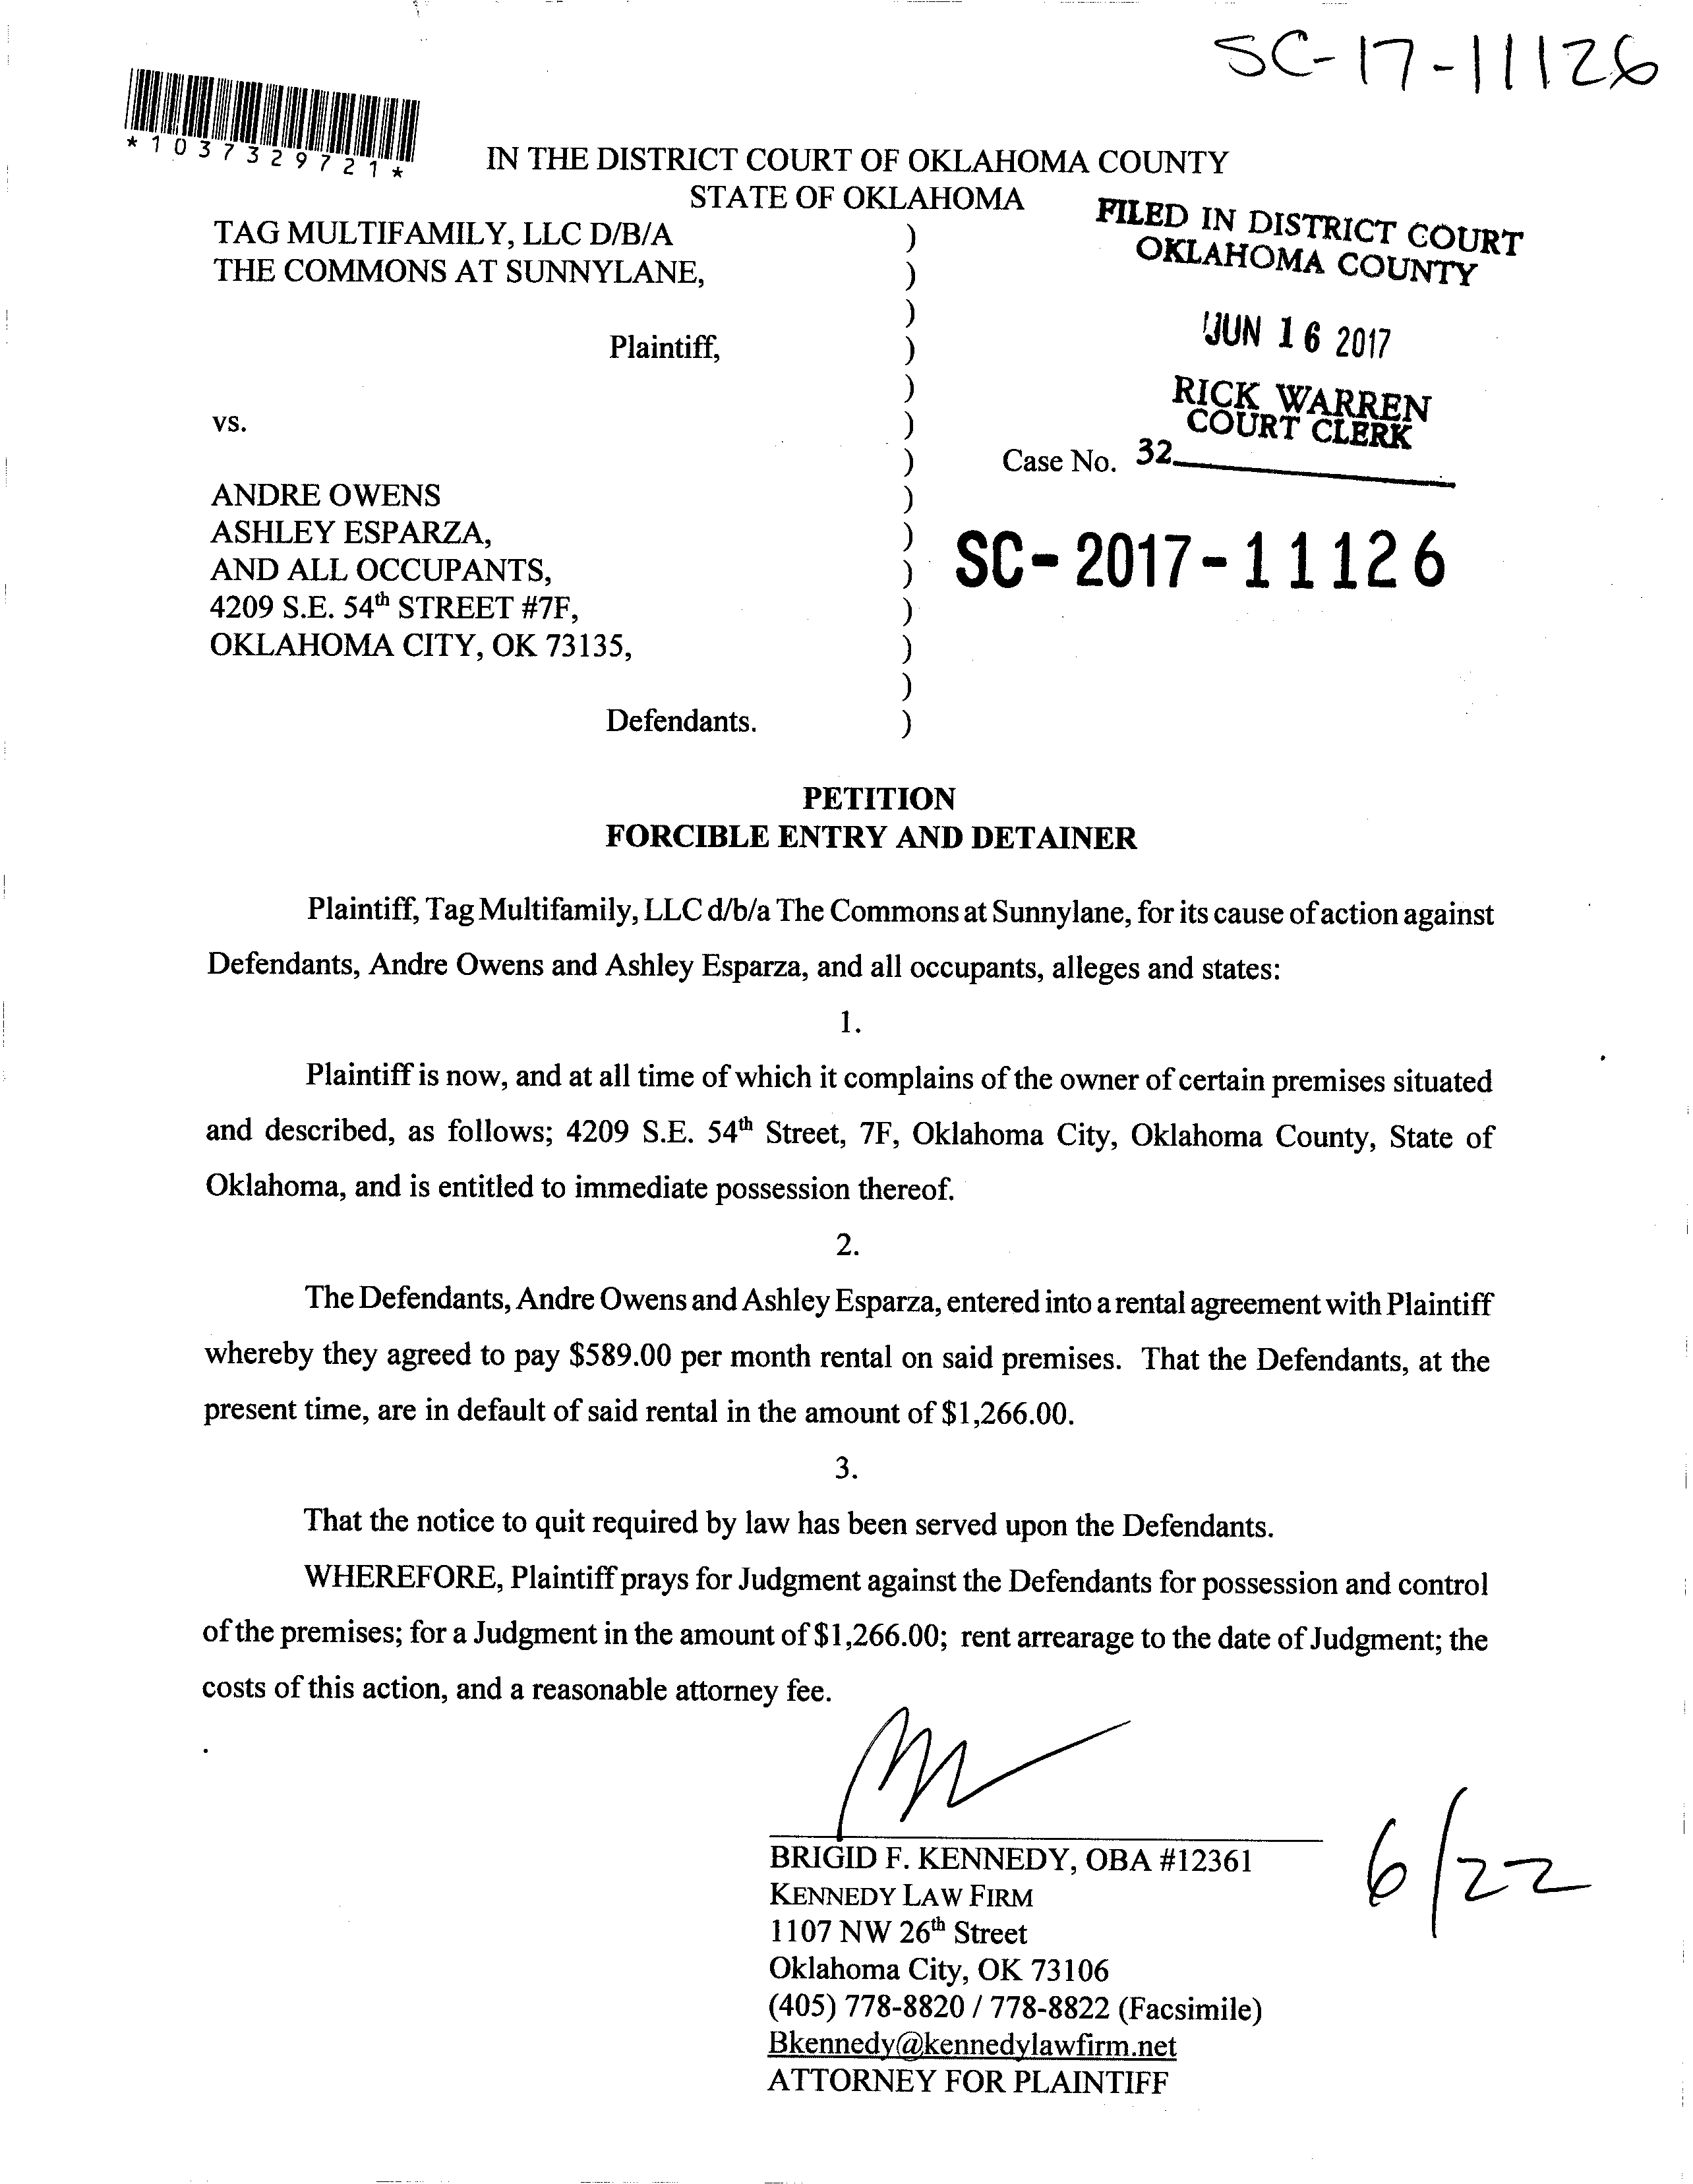 SC-17-11126
*1037329721*
IN THE DISTRICT COURT OF OKLAHOMA COUNTY
STATE OF OKLAHOMA
FILED IN DISTRICT COURT
OKLAHOMA COUNTY
JUN 16 2017
RICK WARREN
COURT CLERK
32
TAG MULTIFAMILY, LLC D/B/A )
THE COMMONS AT SUNNYLANE, )
)
Plaintiff, )
)
vs. )
) Case No.
ANDRE OWENS )
ASHLEY ESPARZA, )
AND ALL OCCUPANTS, ) SC-2017-11126
4209 S.E. 54th STREET #7F, )
OKLAHOMA CITY, OK 73135, )
)
Defendants. )
PETITION
FORCIBLE ENTRY AND DETAINER
Plaintiff, Tag Multifamily, LLC d/b/a The Commons at Sunnylane, for its cause of action against
Defendants, Andre Owens and Ashley Esparza, and all occupants, alleges and states:
1.
Plaintiff is now, and at all time of which it complains of the owner of certain premises situated
and described, as follows; 4209 S.E. 54th Street, 7F, Oklahoma City, Oklahoma County, State of
Oklahoma, and is entitled to immediate possession thereof.
2.
The Defendants, Andre Owens and Ashley Esparza, entered into a rental agreement with Plaintiff
whereby they agreed to pay $589.00 per month rental on said premises. That the Defendants, at the
present time, are in default of said rental in the amount of $1,266.00.
3.
That the notice to quit required by law has been served upon the Defendants.
WHEREFORE, Plaintiff prays for Judgment against the Defendants for possession and control
of the premises; for a Judgment in the amount of $1,266.00; rent arrearage to the date of Judgment; the
costs of this action, and a reasonable attorney fee.
BRIGID F. KENNEDY, OBA #12361
KENNEDY LAW FIRM
1107 NW 26th Street
Oklahoma City, OK 73106
(405) 778-8820 / 778-8822 (Facsimile)
Bkennedy@kennedylawfirm.net
ATTORNEY FOR PLAINTIFF
6/22